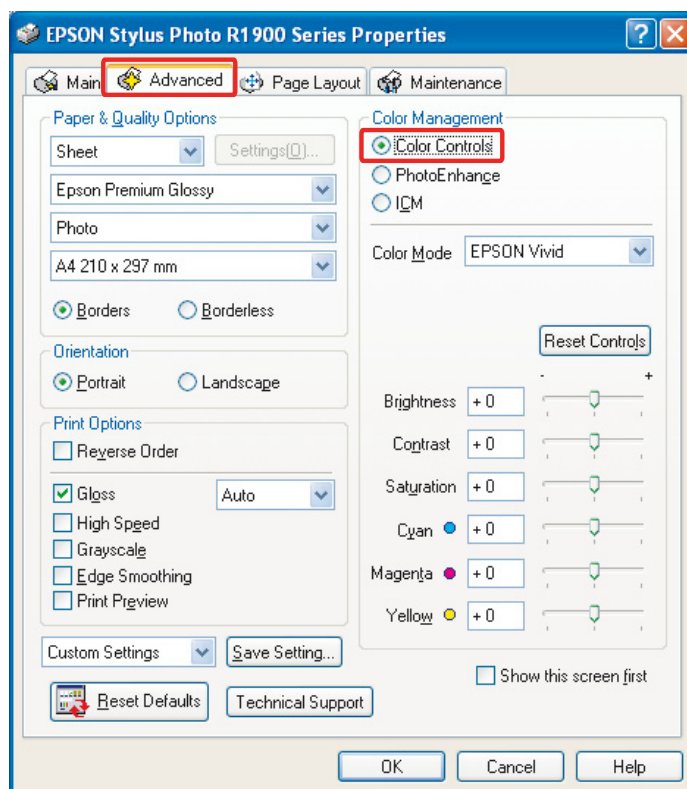 EPSON Stylus Photo R1900 Series Properties
?
X
Main
Advanced
Page Layout
Maintenance
Paper & Quality Options
Sheet
Settings(O)...
Epson Premium Glossy
Photo
A4 210 x 297 mm
Borders
Borderless
Orientation
Portrait
Landscape
Print Options
Reverse Order
Gloss
Auto
High Speed
Grayscale
Edge Smoothing
Print Preview
Custom Settings
Save Setting...
Reset Defaults
Technical Support
Color Management
Color Controls
PhotoEnhance
ICM
Color Mode
EPSON Vivid
Reset Controls
- +
Brightness + 0
Contrast + 0
Saturation + 0
Cyan + 0
Magenta + 0
Yellow + 0
Show this screen first
OK
Cancel
Help